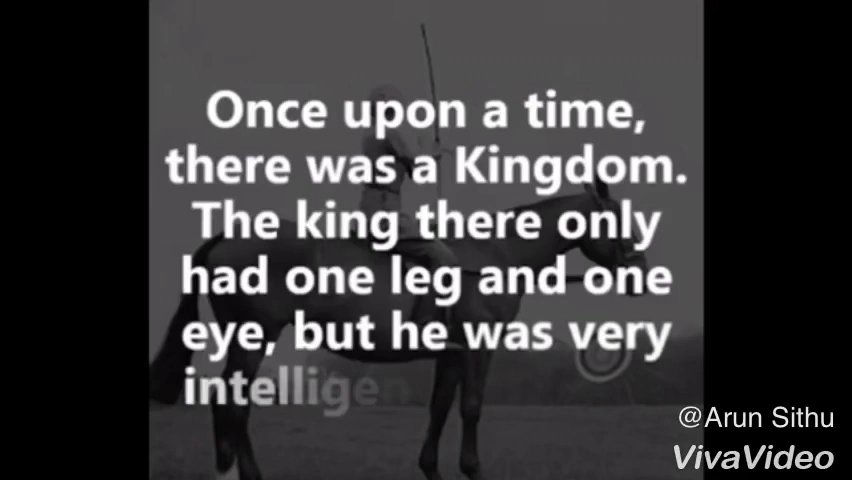 Once upon a time,
there was a Kingdom.
The king there only
had one leg and one
eye, but he was very
intelligen
@Arun Sithu
VivaVideo